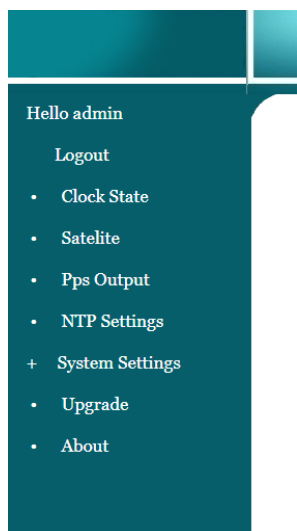 Hello admin
Logout
• Clock State
• Satelite
• Pps Output
• NTP Settings
+ System Settings
• Upgrade
• About